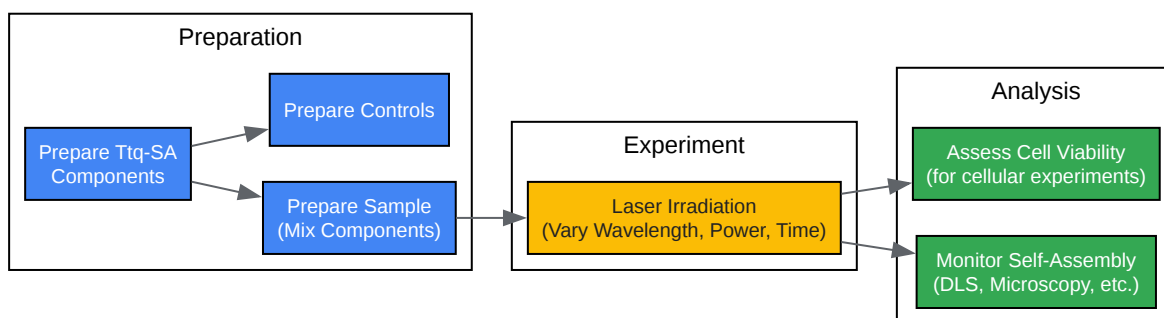 Preparation
Prepare Controls
Prepare Ttq-SA
Components
Prepare Sample
(Mix Components)
Experiment
Laser Irradiation
(Vary Wavelength, Power, Time)
Analysis
Assess Cell Viability
(for cellular experiments)
Monitor Self-Assembly
(DLS, Microscopy, etc.)